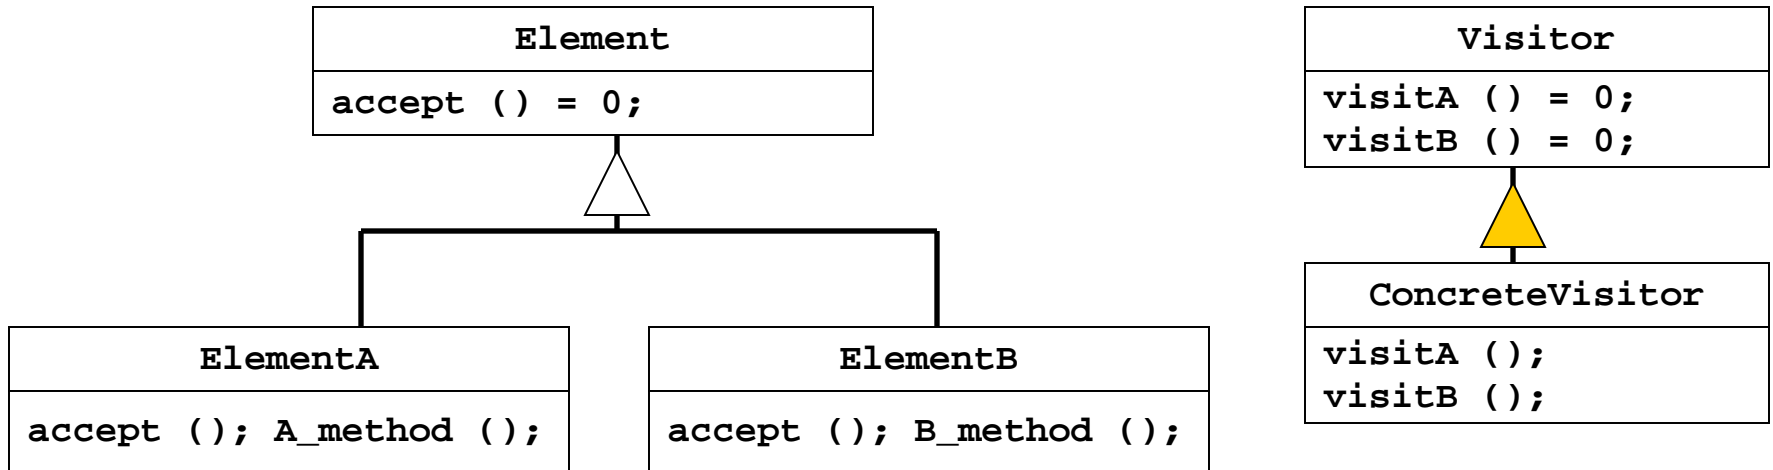 Element
accept () = 0;
ElementA
accept (); A_method ();
ElementB
accept (); B_method ();
Visitor
visitA () = 0;
visitB () = 0;
ConcreteVisitor
visitA ();
visitB ();